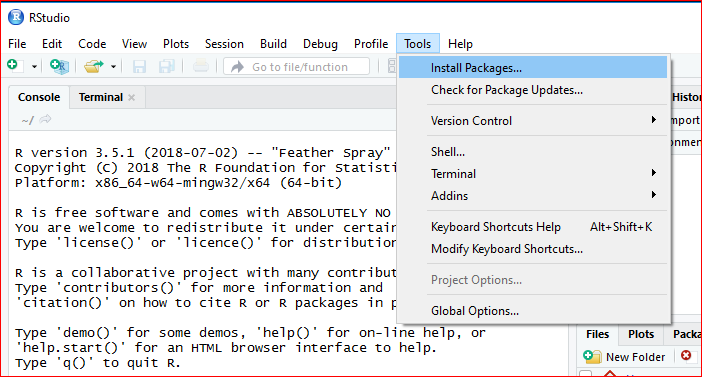 RStudio
File Edit Code View Plots Session Build Debug Profile Tools Help
Go to file/function
Install Packages...
Check for Package Updates...
Version Control
Shell...
Terminal
Addins
Keyboard Shortcuts Help Alt+Shift+K
Modify Keyboard Shortcuts...
Project Options...
Global Options...
Console Terminal
~/
R version 3.5.1 (2018-07-02) -- "Feather Spray"
Copyright (C) 2018 The R Foundation for Statisti
Platform: x86_64-w64-mingw32/x64 (64-bit)
R is free software and comes with ABSOLUTELY NO
You are welcome to redistribute it under certain
Type 'license()' or 'licence()' for distribution
R is a collaborative project with many contribut
Type 'contributors()' for more information and
'citation()' on how to cite R or R packages in p
Type 'demo()' for some demos, 'help()' for on-line help, or
'help.start()' for an HTML browser interface to help.
Type 'q()' to quit R.
Histor
mport
onmen
Files Plots Packa
New Folder